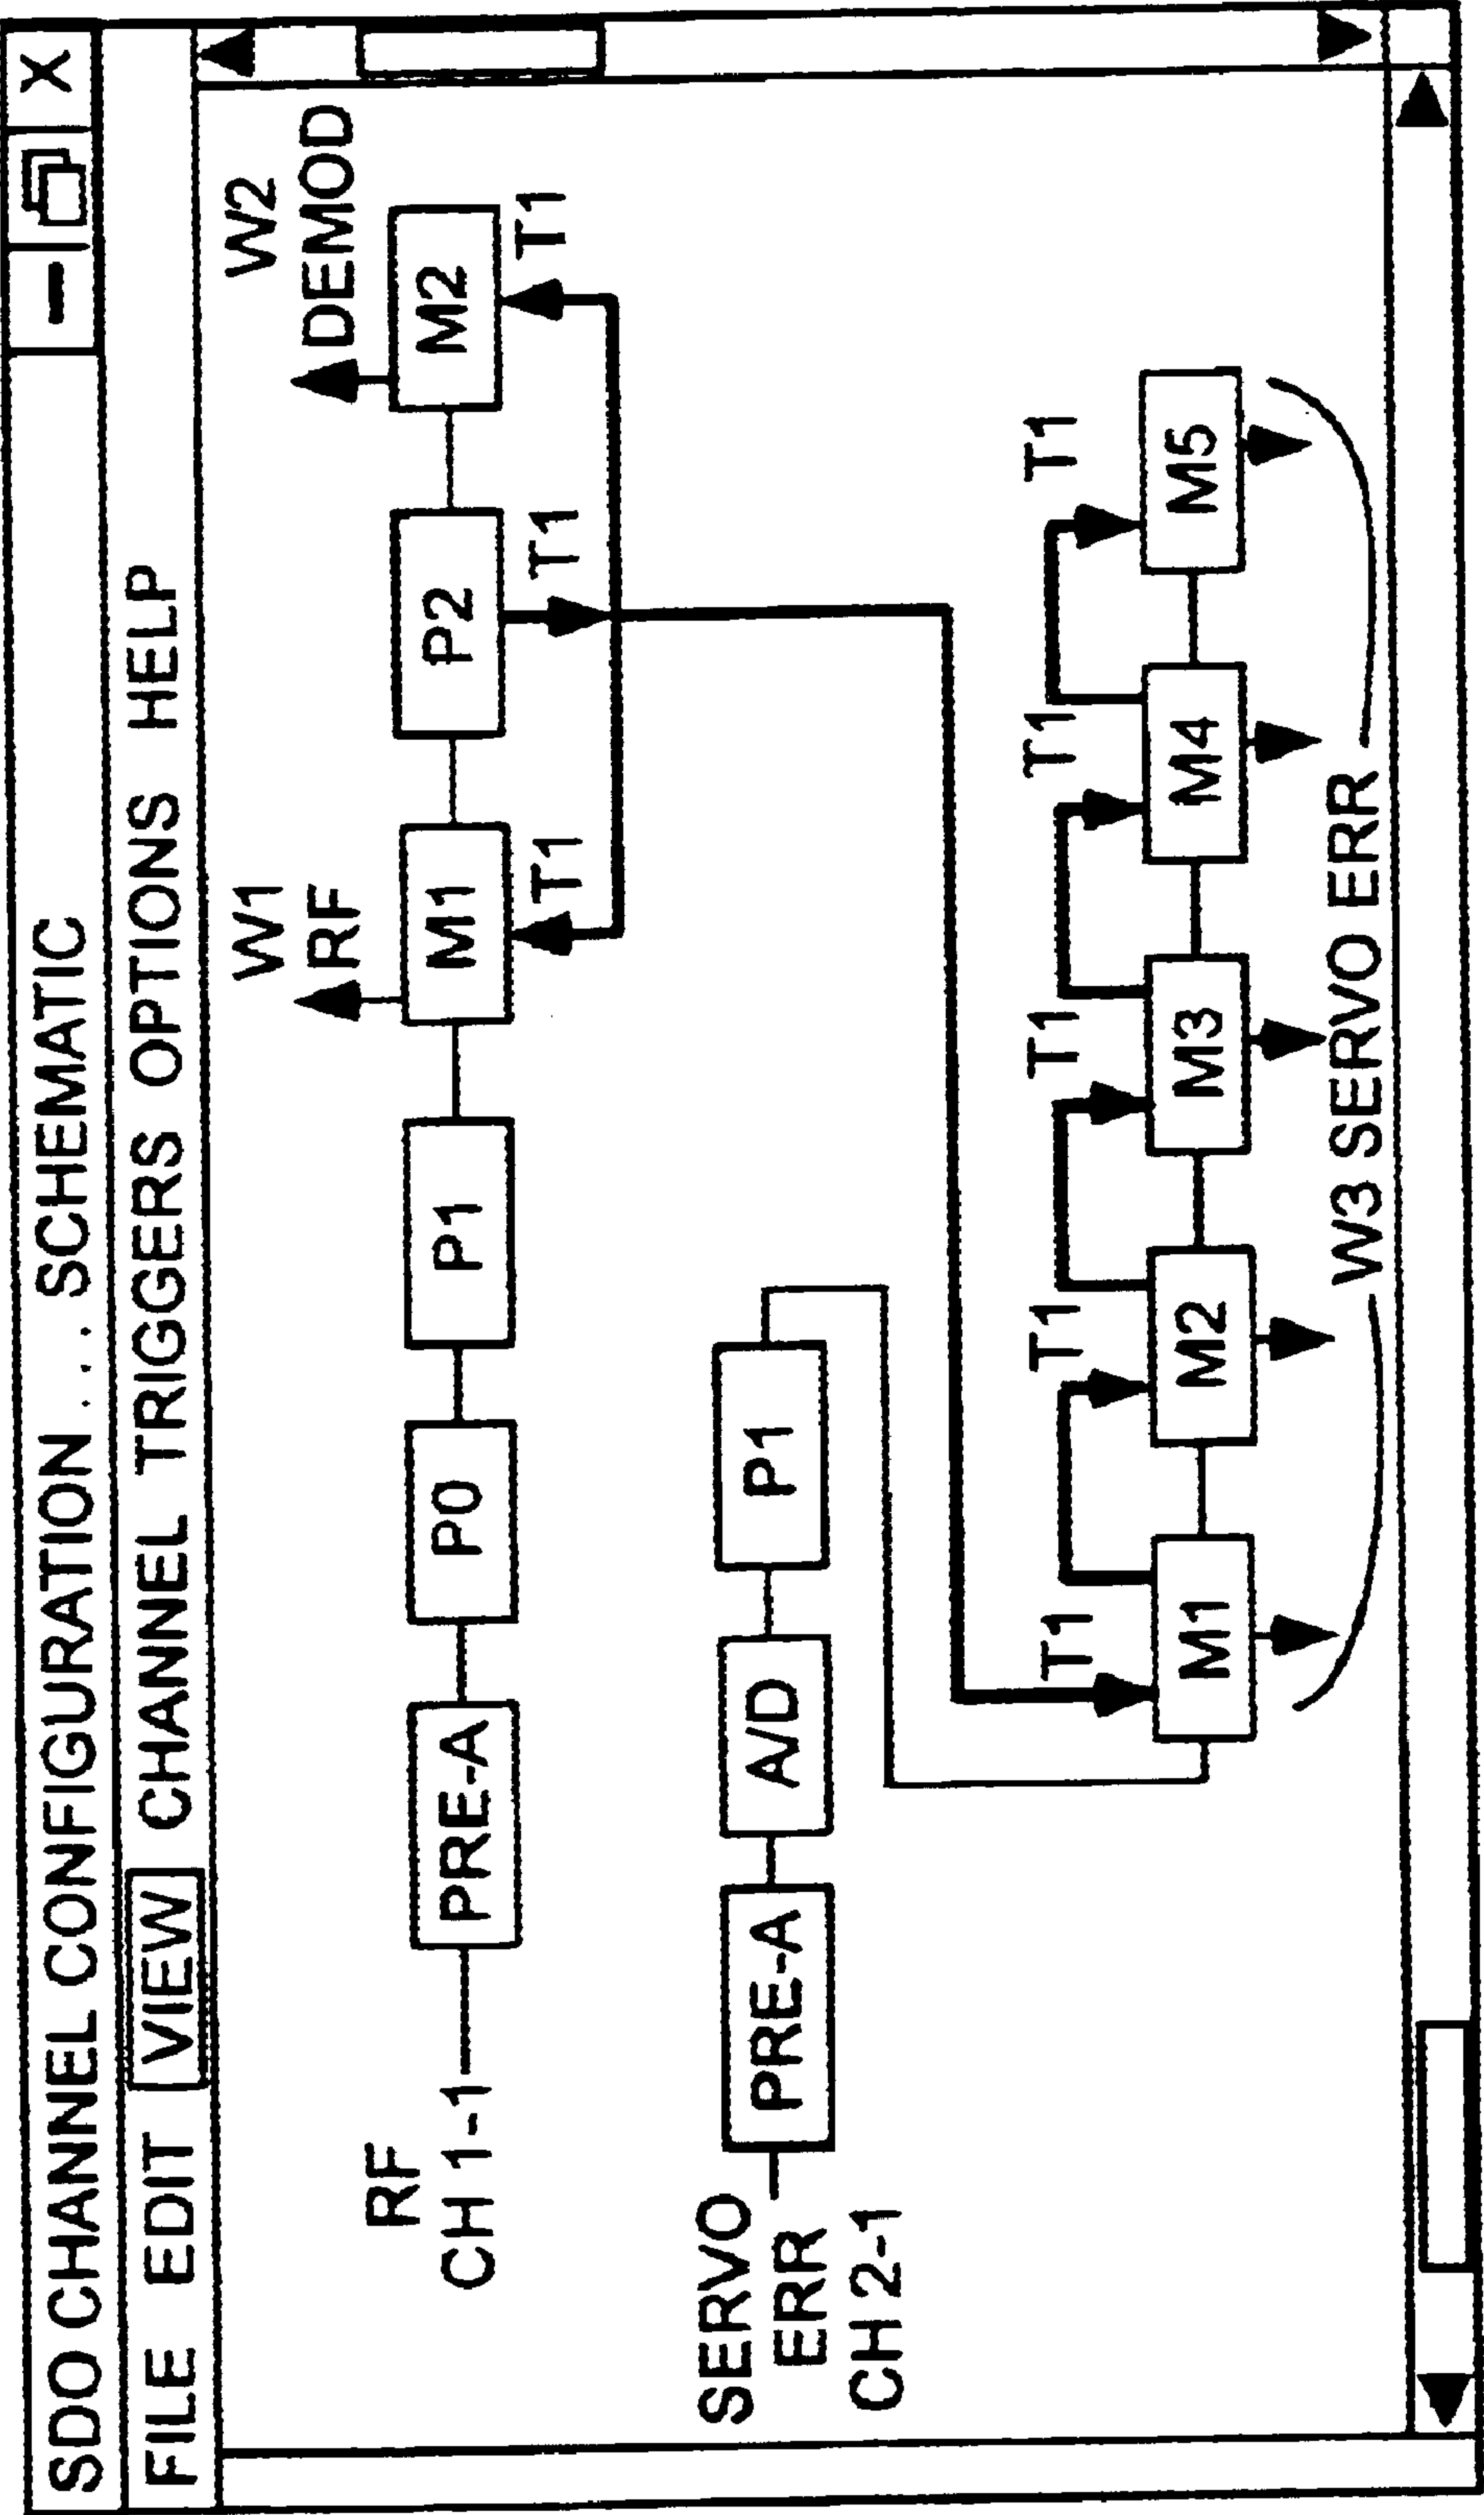 SDO CHANNEL CONFIGURATION... SCHEMATIC
X
FILE EDIT VIEW CHANNEL TRIGGERS OPTIONS HELP
W1
RF
W2
DEMOD
RF
CH 1-1
PRE-A
P0
P1
M1
P2
M2
T1
T1
T1
SERVO
ERR
CH 2-1
PRE-A
A/D
P1
T1
T1
T1
T1
T1
M1
M2
M3
M4
M5
W3 SERVO ERR